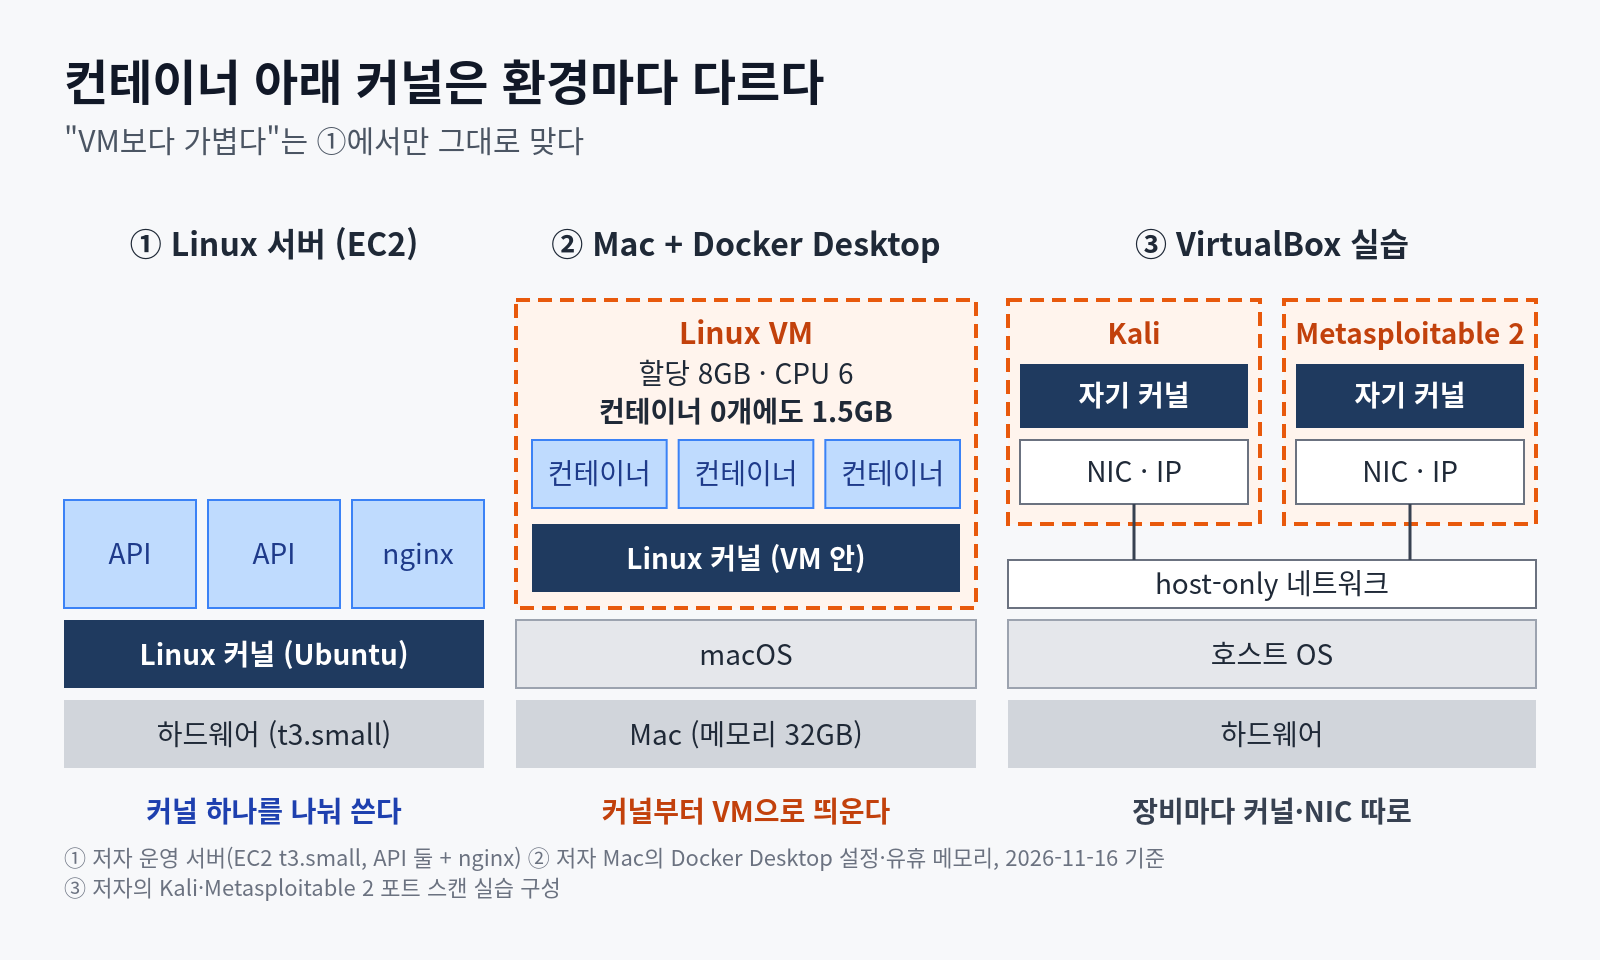 컨테이너 아래 커널은 환경마다 다르다
"VM보다 가볍다"는 ①에서만 그대로 맞다
① Linux 서버 (EC2)
API
API
nginx
Linux 커널 (Ubuntu)
하드웨어 (t3.small)
커널 하나를 나눠 쓴다
② Mac + Docker Desktop
Linux VM
할당 8GB · CPU 6
컨테이너 0개에도 1.5GB
컨테이너
컨테이너
컨테이너
Linux 커널 (VM 안)
macOS
Mac (메모리 32GB)
커널부터 VM으로 띄운다
③ VirtualBox 실습
Kali
자기 커널
NIC · IP
Metasploitable 2
자기 커널
NIC · IP
host-only 네트워크
호스트 OS
하드웨어
장비마다 커널·NIC 따로
① 저자 운영 서버(EC2 t3.small, API 둘 + nginx) ② 저자 Mac의 Docker Desktop 설정·유휴 메모리, 2026-11-16 기준
③ 저자의 Kali·Metasploitable 2 포트 스캔 실습 구성